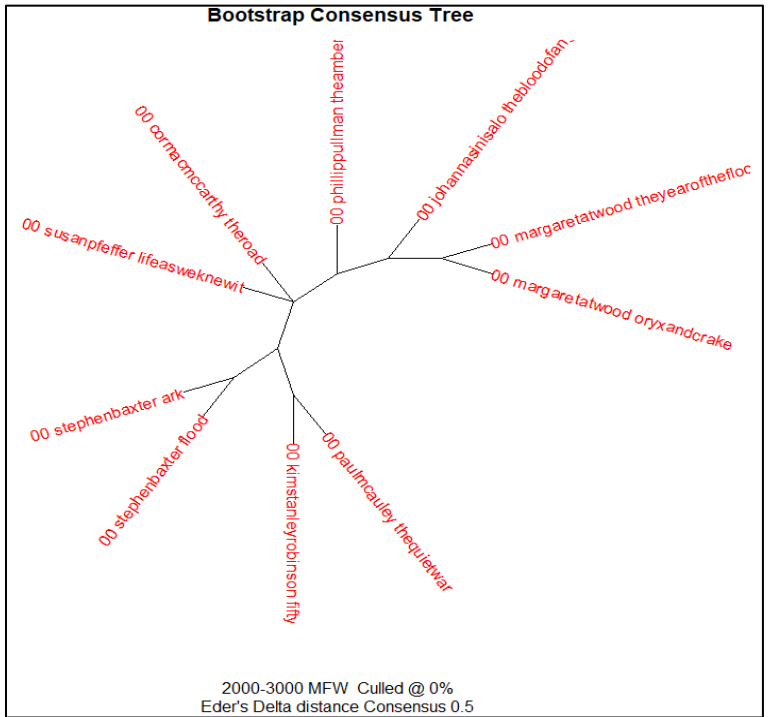 Bootstrap Consensus Tree
00 phillippullman theamber
00 johannasinisalo thebloodofang
00 cormacmccarthy theroad
00 margaretatwood theyearofthefloo
00 susanpfeffer lifeasweknewit
00 margaretatwood oryxandcrake
00 stephenbaxter ark
00 stephenbaxter flood
00 kimstanleyrobinson fifty
00 paulmcauley thequietwar
2000-3000 MFW Culled @ 0%
Eder's Delta distance Consensus 0.5